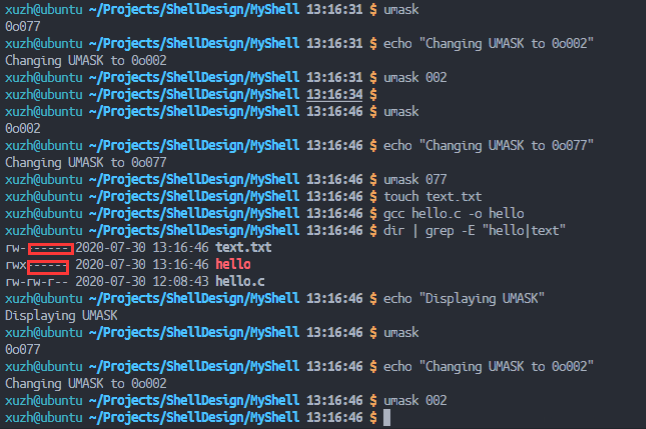 xuzh@ubuntu ~/Projects/ShellDesign/MyShell 13:16:31 $ umask
0o077
xuzh@ubuntu ~/Projects/ShellDesign/MyShell 13:16:31 $ echo "Changing UMASK to 0o002"
Changing UMASK to 0o002
xuzh@ubuntu ~/Projects/ShellDesign/MyShell 13:16:31 $ umask 002
xuzh@ubuntu ~/Projects/ShellDesign/MyShell 13:16:34 $
xuzh@ubuntu ~/Projects/ShellDesign/MyShell 13:16:46 $ umask
0o002
xuzh@ubuntu ~/Projects/ShellDesign/MyShell 13:16:46 $ echo "Changing UMASK to 0o077"
Changing UMASK to 0o077
xuzh@ubuntu ~/Projects/ShellDesign/MyShell 13:16:46 $ umask 077
xuzh@ubuntu ~/Projects/ShellDesign/MyShell 13:16:46 $ touch text.txt
xuzh@ubuntu ~/Projects/ShellDesign/MyShell 13:16:46 $ gcc hello.c -o hello
xuzh@ubuntu ~/Projects/ShellDesign/MyShell 13:16:46 $ dir | grep -E "hello|text"
rw------- 2020-07-30 13:16:46 text.txt
rwx------ 2020-07-30 13:16:46 hello
rw-rw-r-- 2020-07-30 12:08:43 hello.c
xuzh@ubuntu ~/Projects/ShellDesign/MyShell 13:16:46 $ echo "Displaying UMASK"
Displaying UMASK
xuzh@ubuntu ~/Projects/ShellDesign/MyShell 13:16:46 $ umask
0o077
xuzh@ubuntu ~/Projects/ShellDesign/MyShell 13:16:46 $ echo "Changing UMASK to 0o002"
Changing UMASK to 0o002
xuzh@ubuntu ~/Projects/ShellDesign/MyShell 13:16:46 $ umask 002
xuzh@ubuntu ~/Projects/ShellDesign/MyShell 13:16:46 $